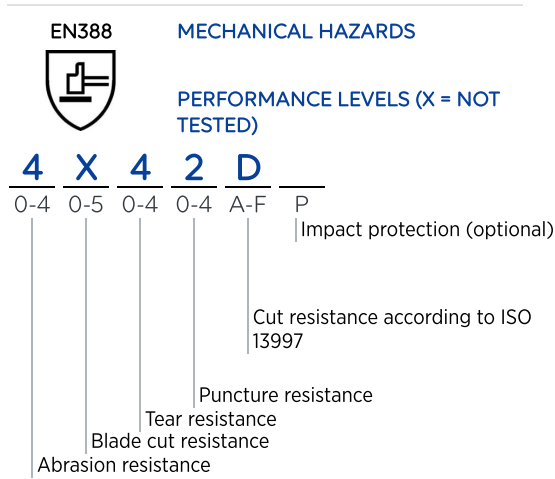 EN388
MECHANICAL HAZARDS
PERFORMANCE LEVELS (X = NOT
TESTED)
4 X 4 2 D
0-4 0-5 0-4 0-4 A-F P
Impact protection (optional)
Cut resistance according to ISO
13997
Puncture resistance
Tear resistance
Blade cut resistance
Abrasion resistance